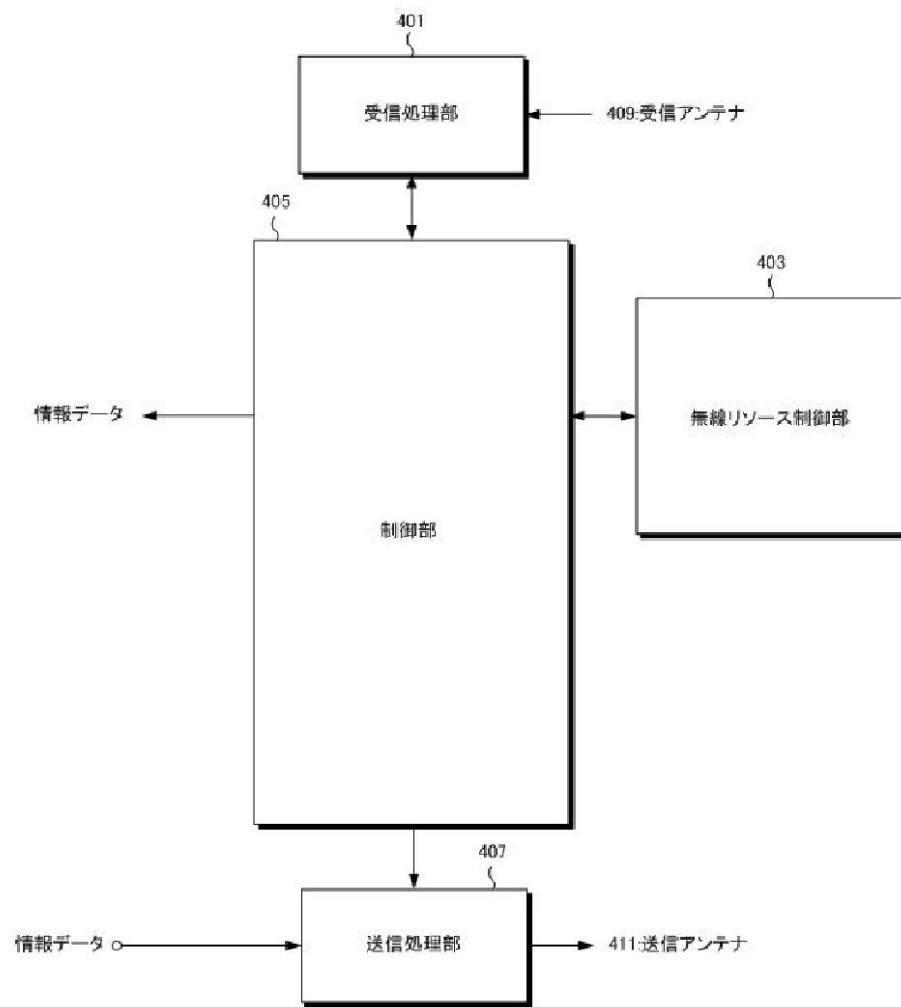 401
受信処理部
409:受信アンテナ
405
403
情報データ
無線リソース制御部
制御部
407
情報データ
送信処理部
411:送信アンテナ